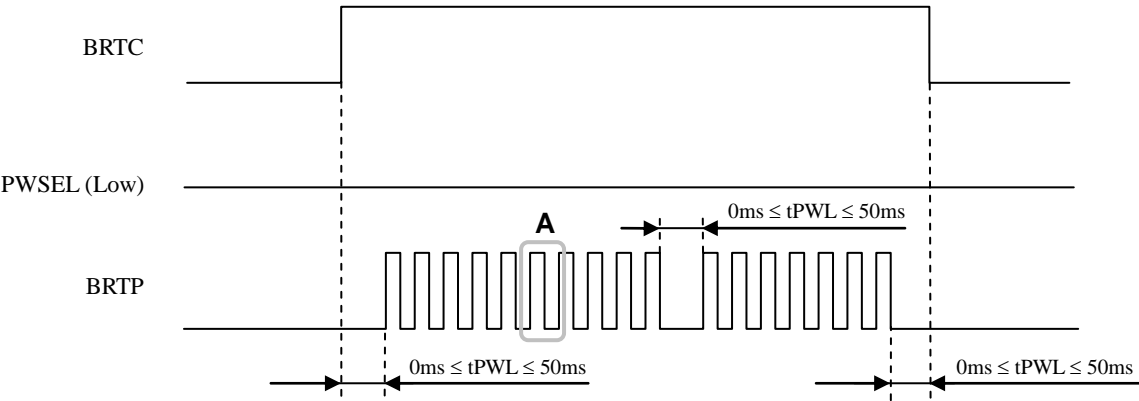 BRTC
PWSEL (Low)
0ms ≤ tPWL ≤ 50ms
A
BRTP
0ms ≤ tPWL ≤ 50ms
0ms ≤ tPWL ≤ 50ms